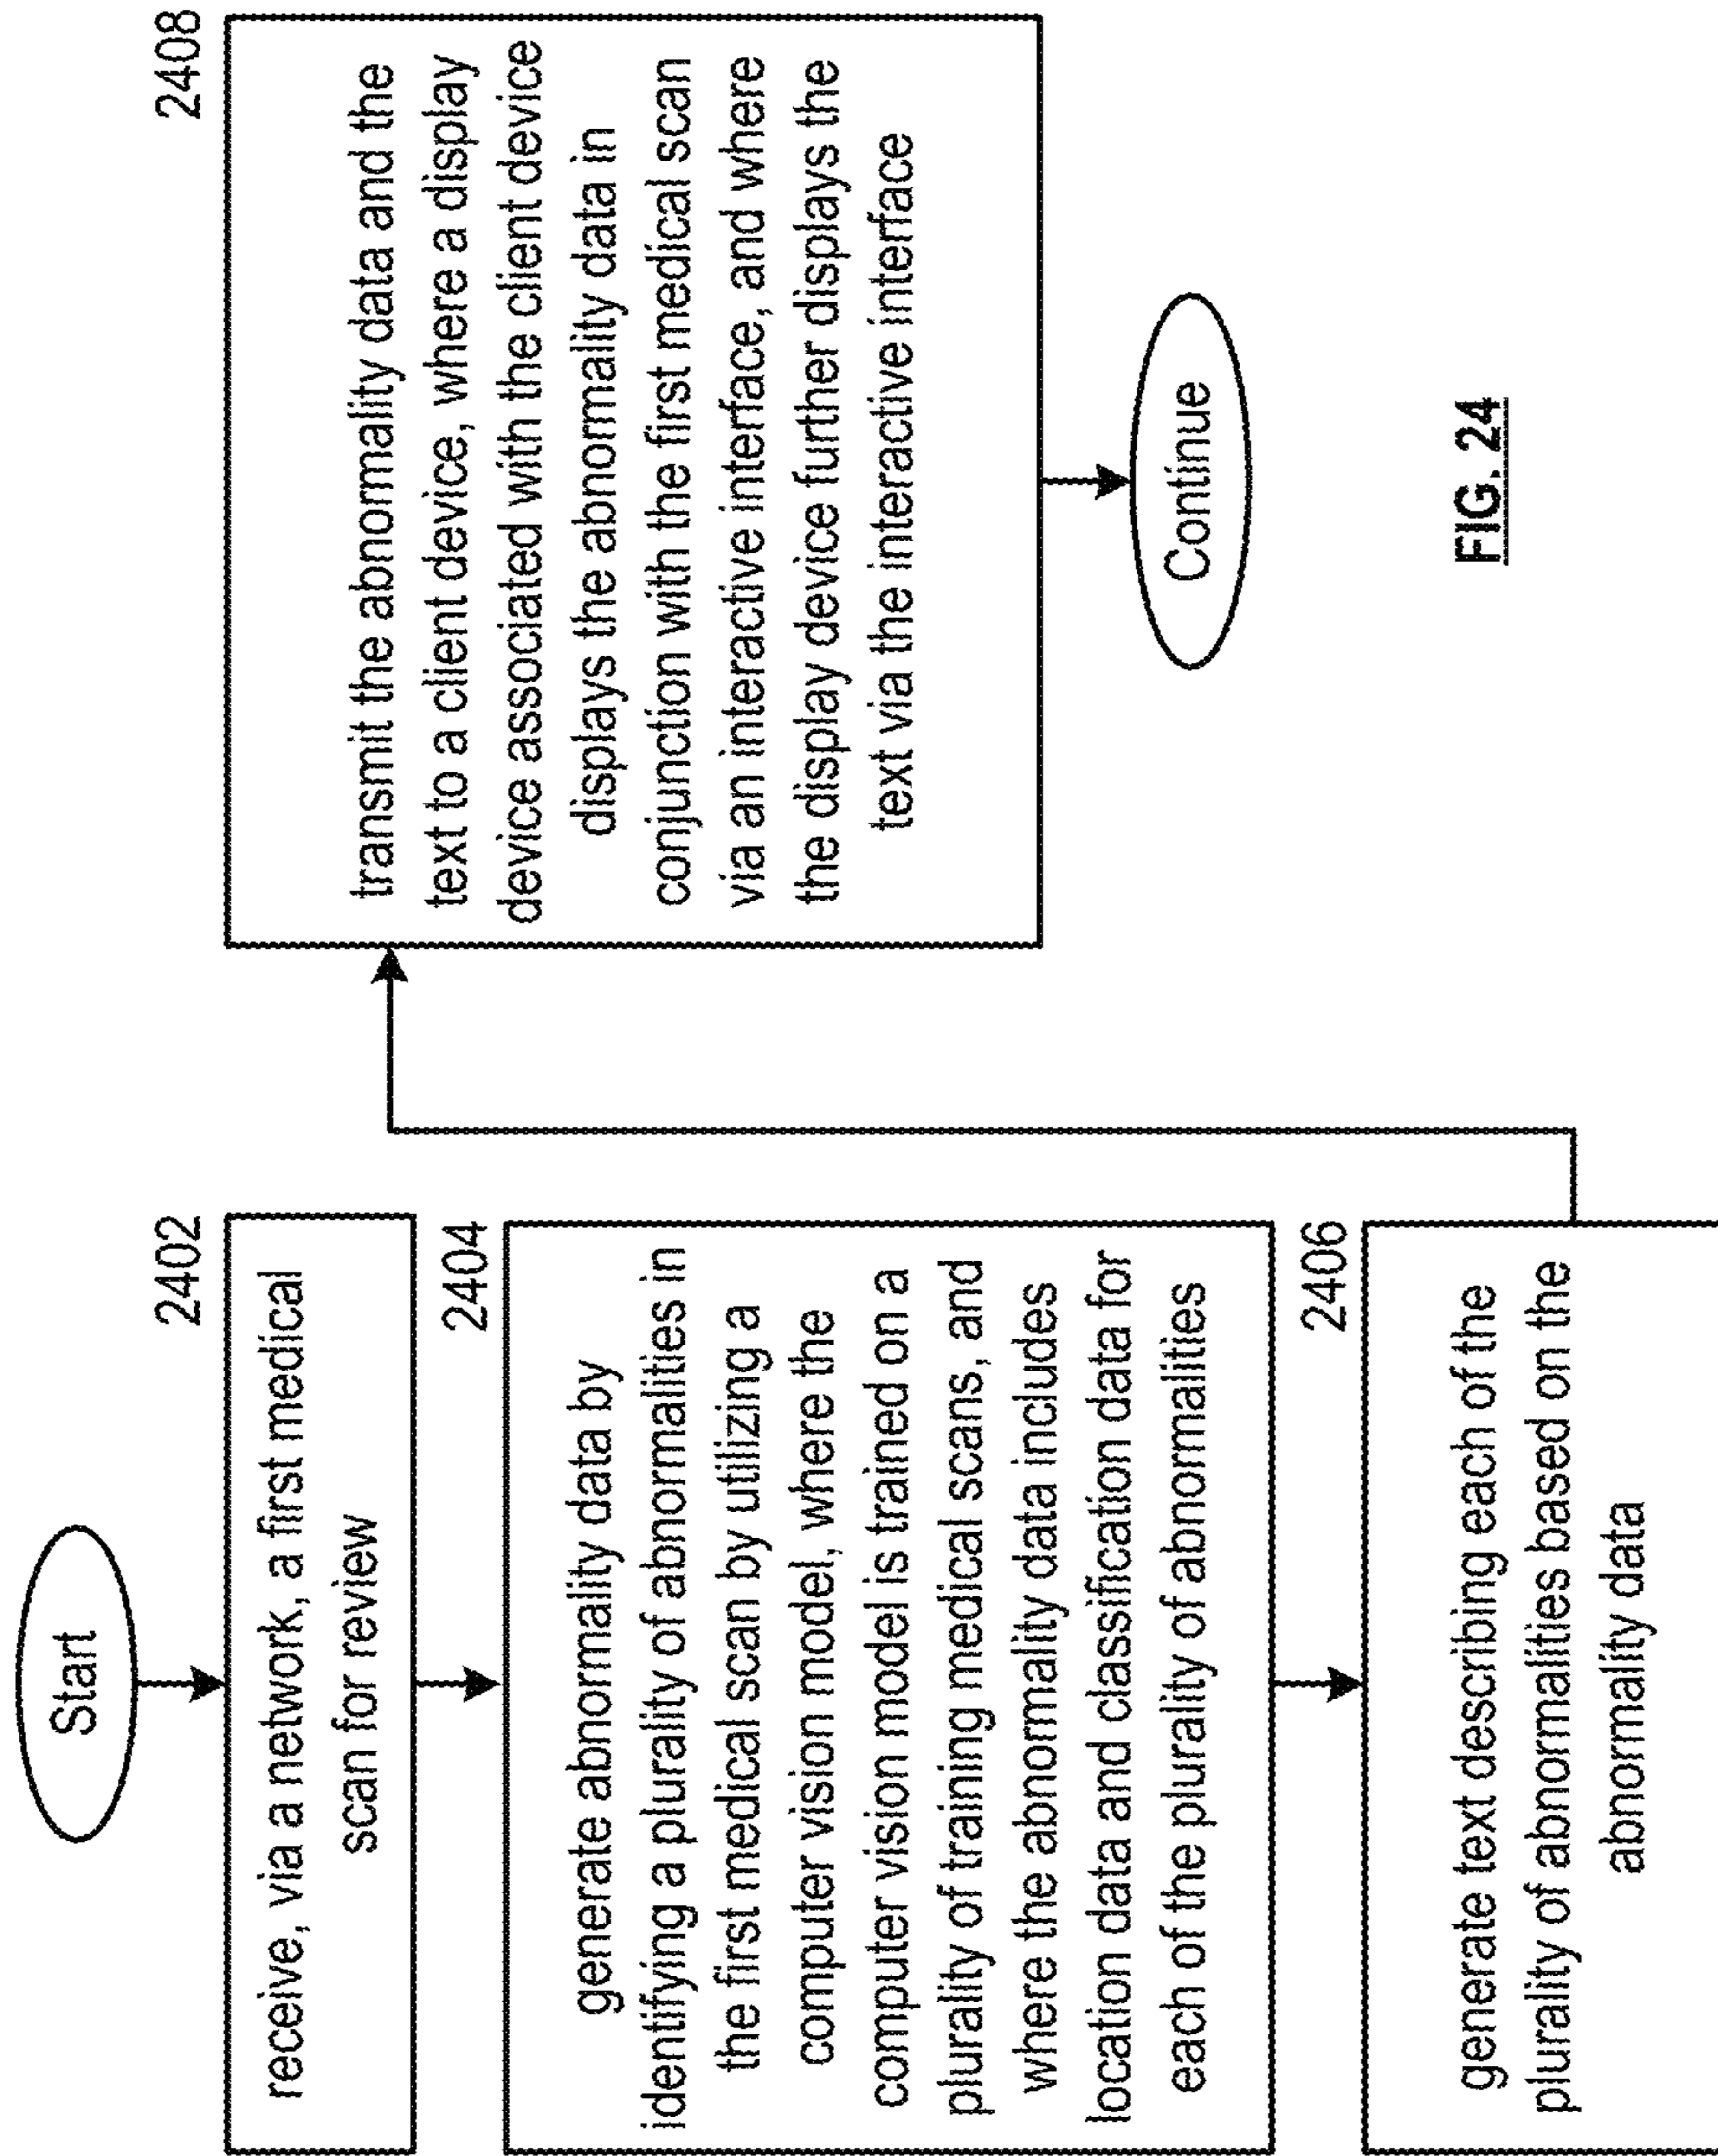 Start
2402
receive, via a network, a first medical
scan for review
2404
generate abnormality data by
identifying a plurality of abnormalities in
the first medical scan by utilizing a
computer vision model, where the
computer vision model is trained on a
plurality of training medical scans, and
where the abnormality data includes
location data and classification data for
each of the plurality of abnormalities
2406
generate text describing each of the
plurality of abnormalities based on the
abnormality data
2408
transmit the abnormality data and the
text to a client device, where a display
device associated with the client device
displays the abnormality data in
conjunction with the first medical scan
via an interactive interface, and where
the display device further displays the
text via the interactive interface
Continue
FIG. 24